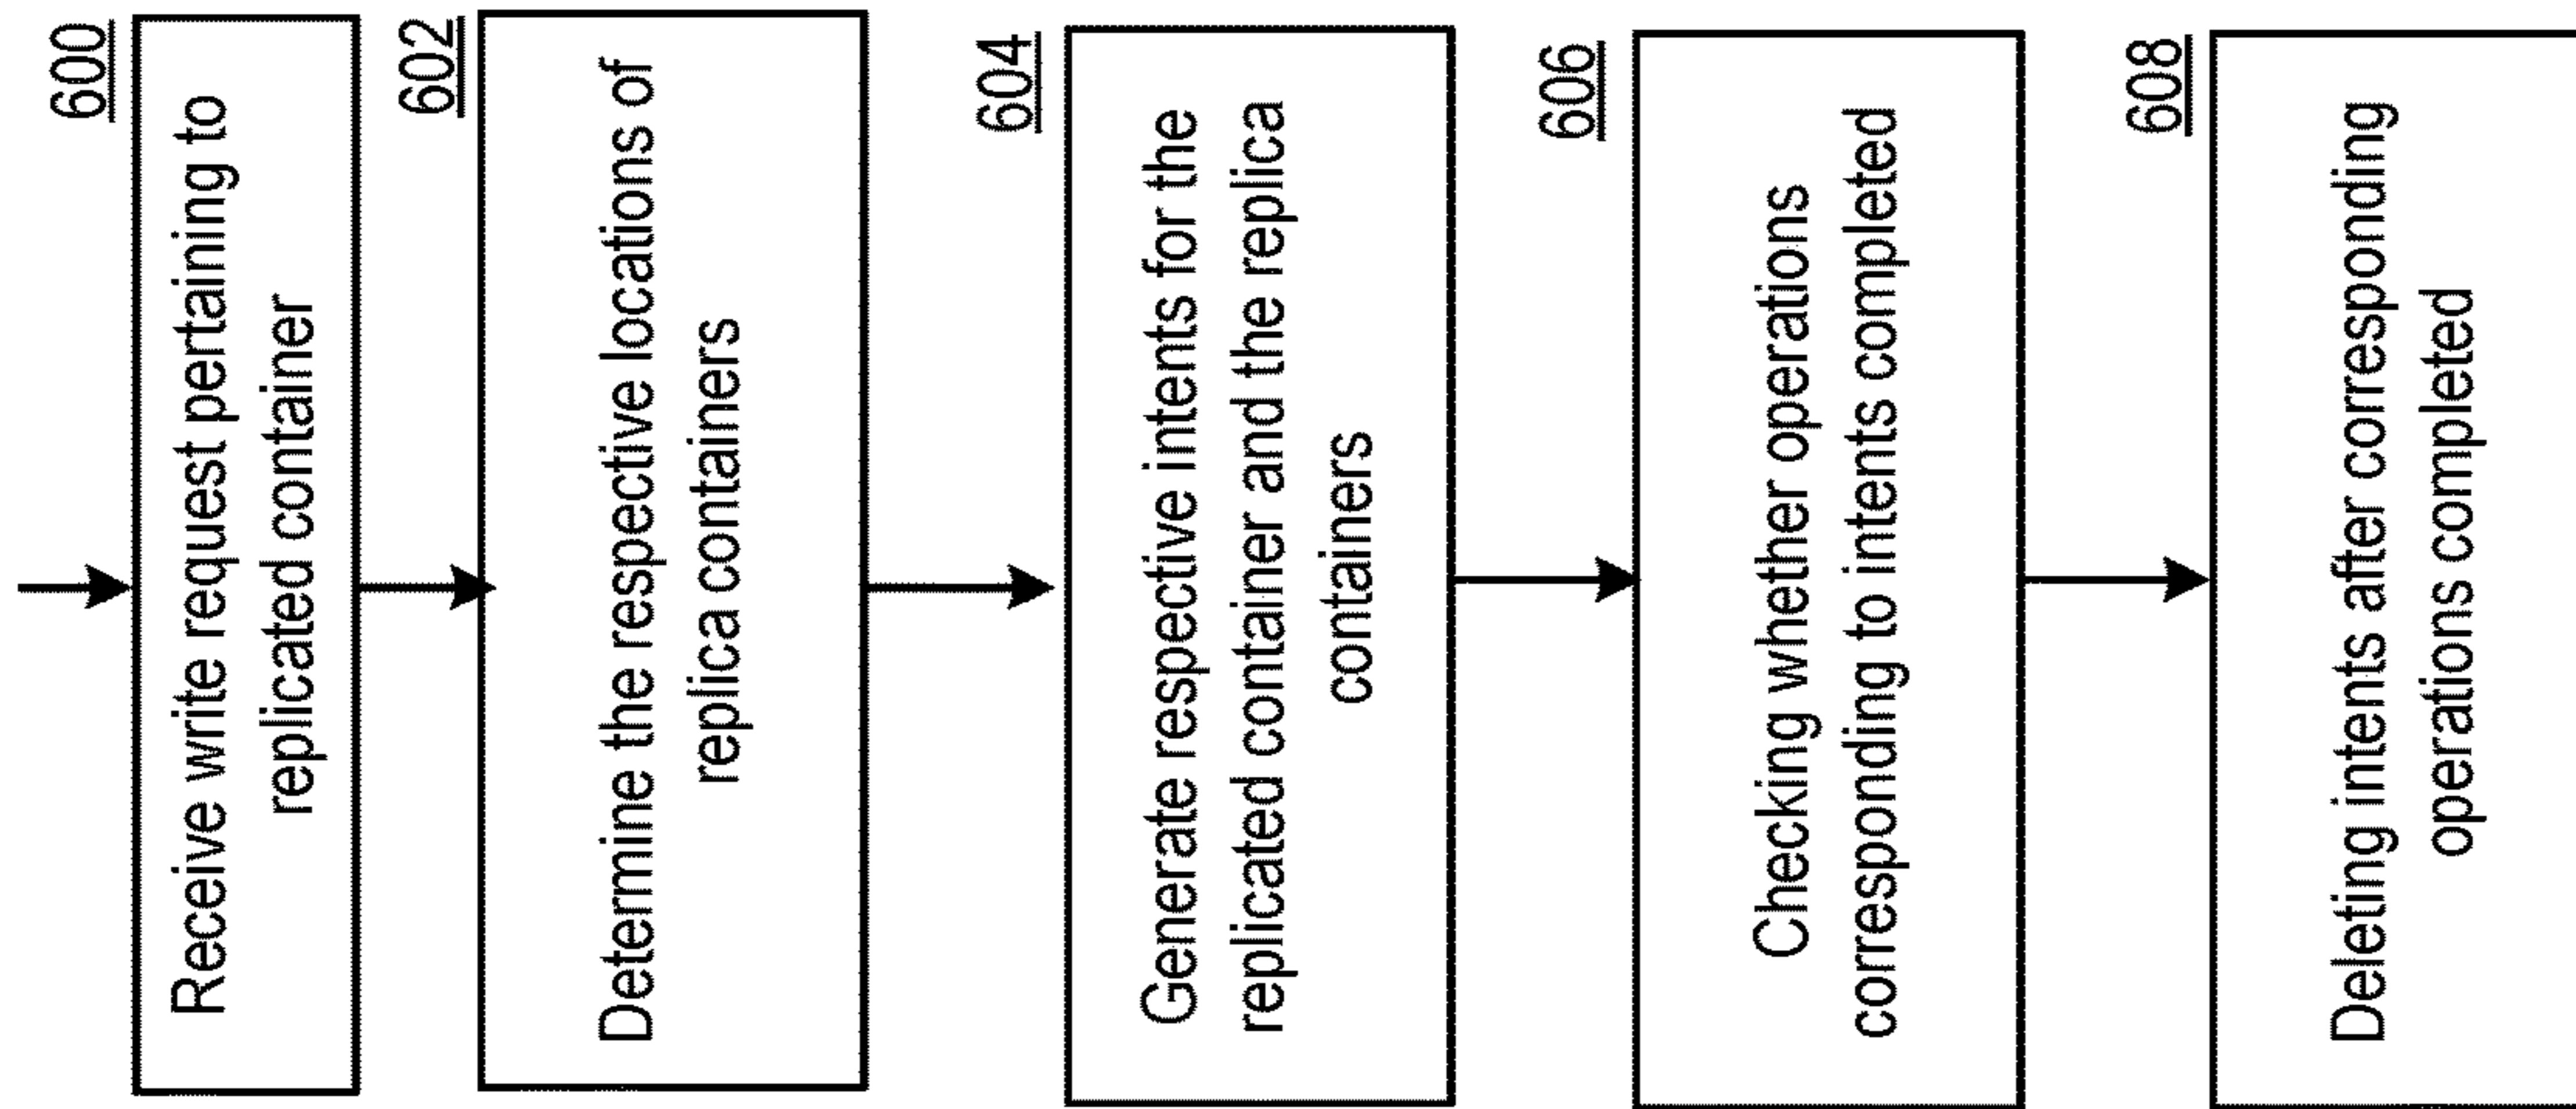 600
Receive write request pertaining to
replicated container
602
Determine the respective locations of
replica containers
604
Generate respective intents for the
replicated container and the replica
containers
606
Checking whether operations
corresponding to intents completed
608
Deleting intents after corresponding
operations completed